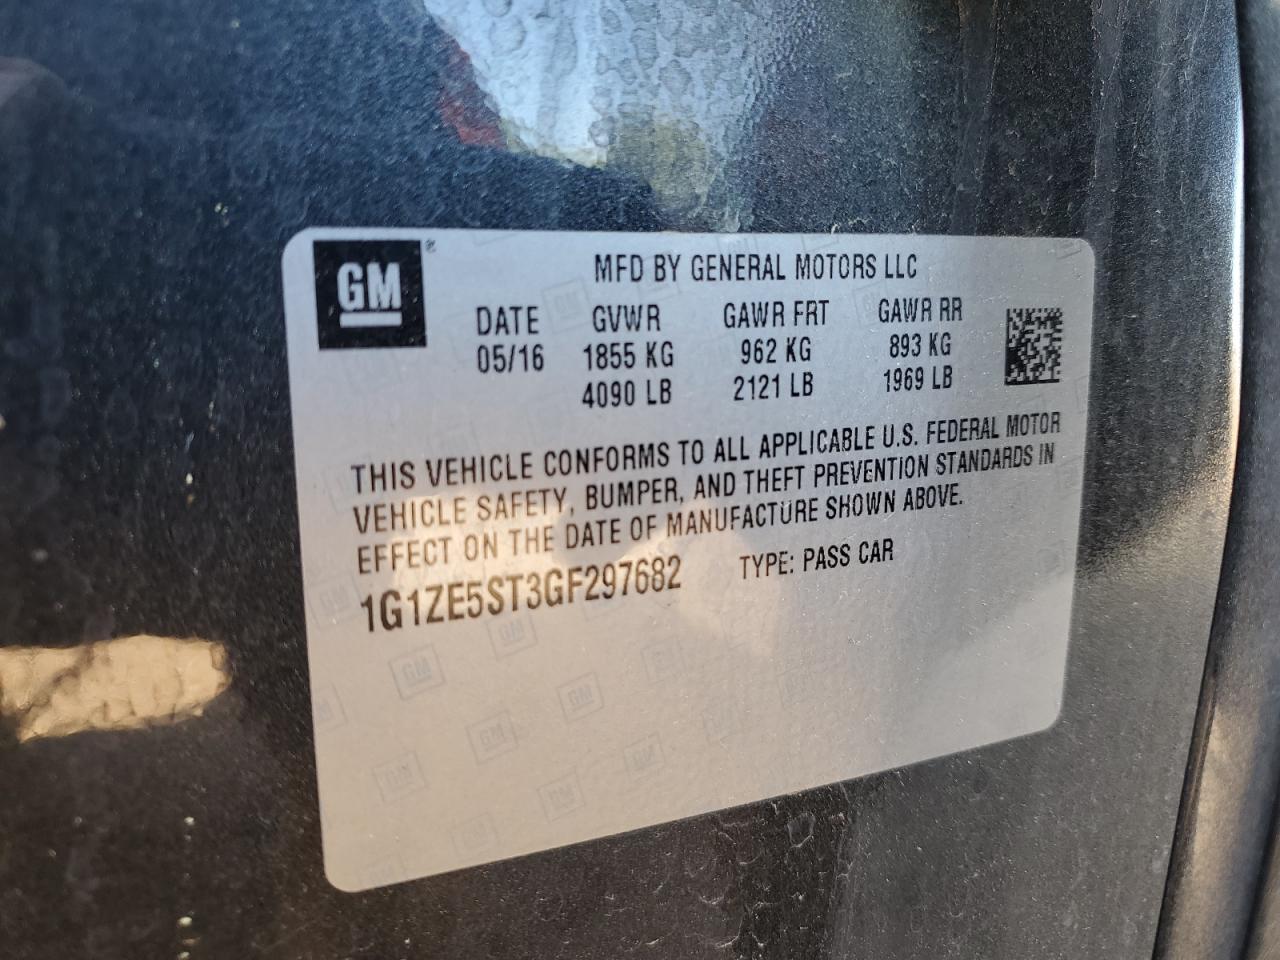 GM®
MFD BY GENERAL MOTORS LLC
DATE GVWR GAWR FRT GAWR RR
05/16 1855 KG 962 KG 893 KG
4090 LB 2121 LB 1969 LB
THIS VEHICLE CONFORMS TO ALL APPLICABLE U.S. FEDERAL MOTOR
VEHICLE SAFETY, BUMPER, AND THEFT PREVENTION STANDARDS IN
EFFECT ON THE DATE OF MANUFACTURE SHOWN ABOVE.
1G1ZE5ST3GF297682 TYPE: PASS CAR